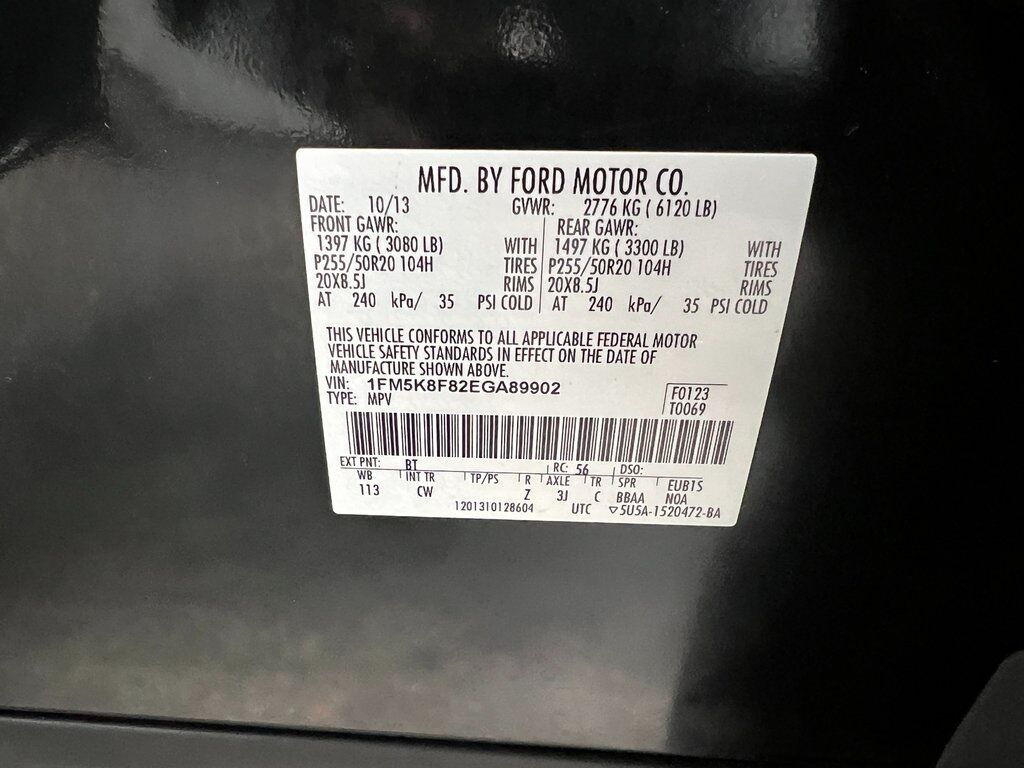 MFD. BY FORD MOTOR CO.
DATE: 10/13 GVWR: 2776 KG ( 6120 LB)
FRONT GAWR: REAR GAWR:
1397 KG ( 3080 LB) WITH 1497 KG ( 3300 LB) WITH
P255/50R20 104H TIRES P255/50R20 104H TIRES
20X8.5J RIMS 20X8.5J RIMS
AT 240 kPa/ 35 PSI COLD AT 240 kPa/ 35 PSI COLD
THIS VEHICLE CONFORMS TO ALL APPLICABLE FEDERAL MOTOR
VEHICLE SAFETY STANDARDS IN EFFECT ON THE DATE OF
MANUFACTURE SHOWN ABOVE.
VIN: 1FM5K8F82EGA89902 F0123
TYPE: MPV T0069
EXT PNT: BT RC: 56 DSO:
WB INT TR TP/PS R AXLE TR SPR EUB15
113 CW Z 3J C BBAA NOA
1201310128604 UTC ▽5U5A-1520472-BA